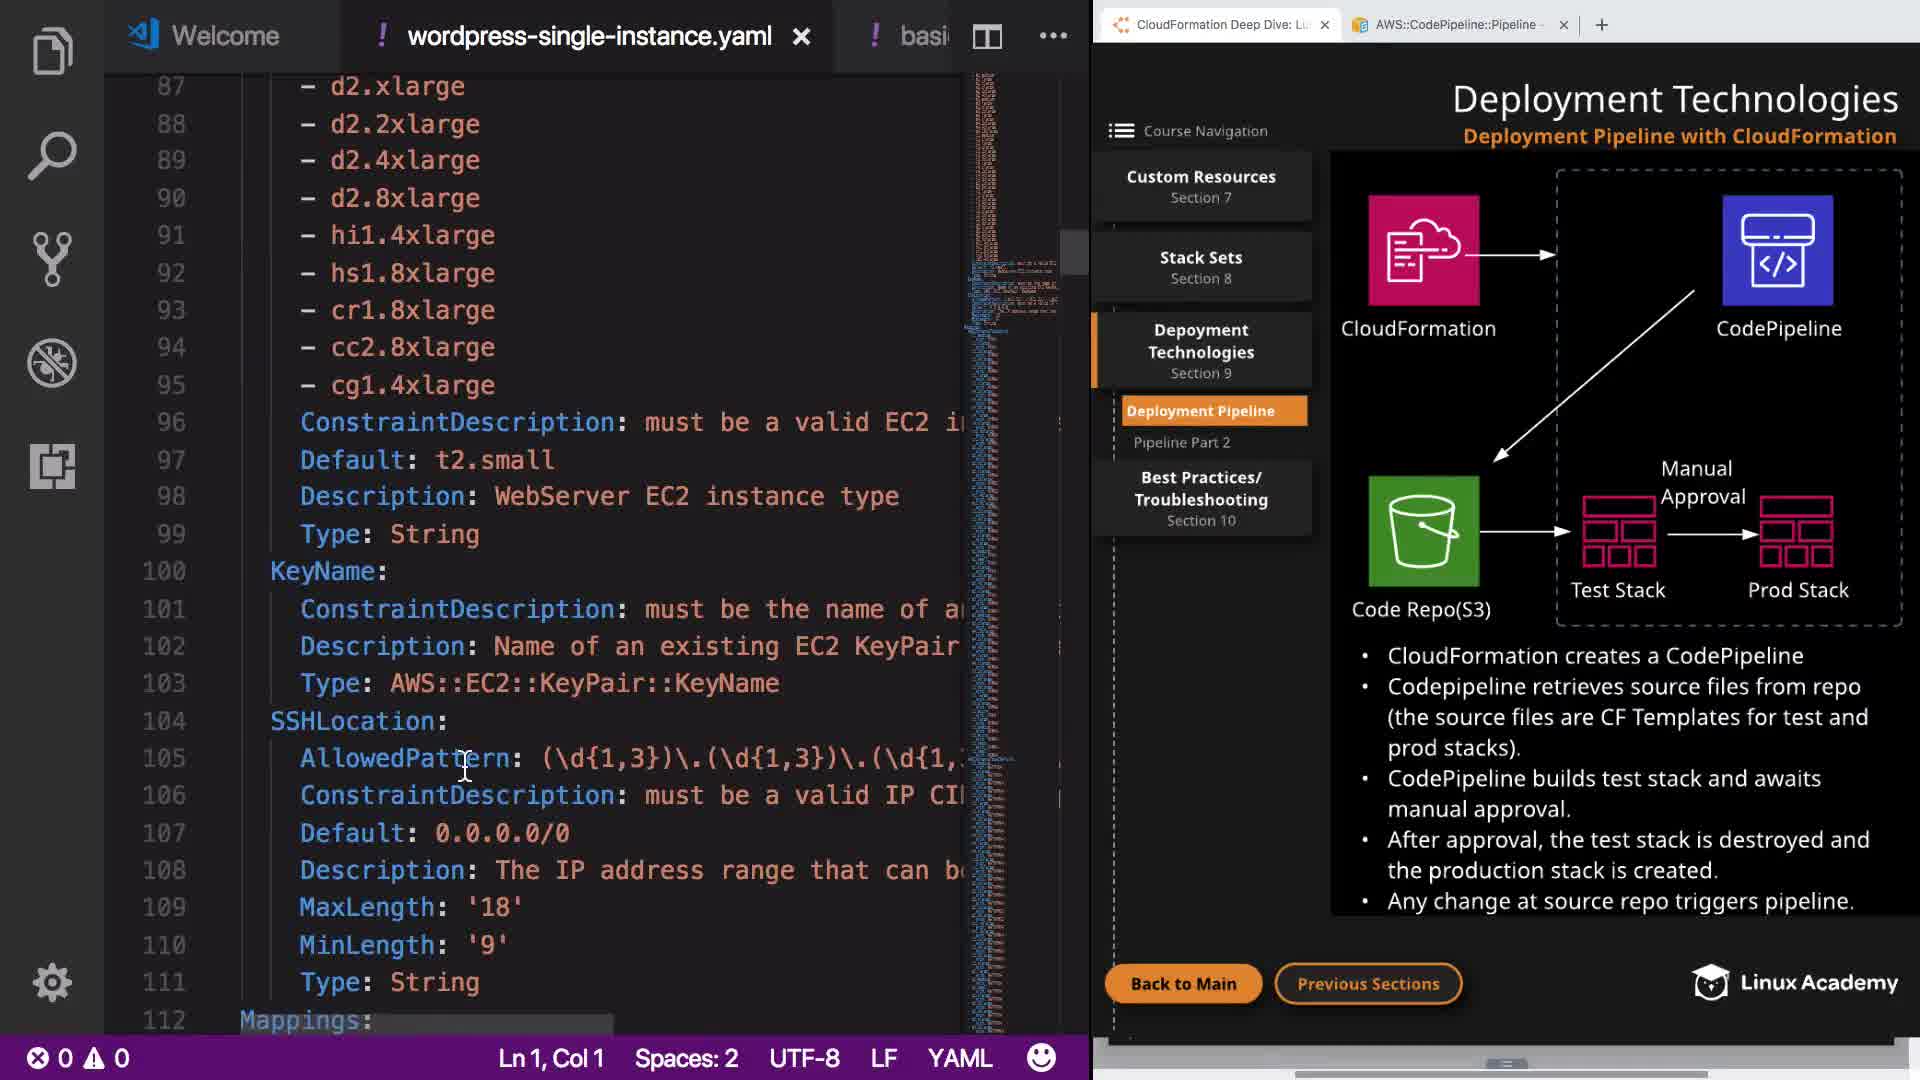 Welcome
! wordpress-single-instance.yaml
! basi
87 - d2.xlarge
88 - d2.2xlarge
89 - d2.4xlarge
90 - d2.8xlarge
91 - hi1.4xlarge
92 - hs1.8xlarge
93 - cr1.8xlarge
94 - cc2.8xlarge
95 - cg1.4xlarge
96 ConstraintDescription: must be a valid EC2 i
97 Default: t2.small
98 Description: WebServer EC2 instance type
99 Type: String
100 KeyName:
101 ConstraintDescription: must be the name of a
102 Description: Name of an existing EC2 KeyPair
103 Type: AWS::EC2::KeyPair::KeyName
104 SSHLocation:
105 AllowedPattern: (\d{1,3})\.(\d{1,3})\.(\d{1,
106 ConstraintDescription: must be a valid IP CI
107 Default: 0.0.0.0/0
108 Description: The IP address range that can b
109 MaxLength: '18'
110 MinLength: '9'
111 Type: String
112 Mappings:
0 0
Ln 1, Col 1
Spaces: 2
UTF-8
LF
YAML
CloudFormation Deep Dive: Lu
AWS::CodePipeline::Pipeline -
Deployment Technologies
Deployment Pipeline with CloudFormation
Course Navigation
Custom Resources
Section 7
Stack Sets
Section 8
Depoyment
Technologies
Section 9
Deployment Pipeline
Pipeline Part 2
Best Practices/
Troubleshooting
Section 10
CloudFormation
CodePipeline
Manual
Approval
Code Repo(S3)
Test Stack
Prod Stack
• CloudFormation creates a CodePipeline
• Codepipeline retrieves source files from repo
(the source files are CF Templates for test and
prod stacks).
• CodePipeline builds test stack and awaits
manual approval.
• After approval, the test stack is destroyed and
the production stack is created.
• Any change at source repo triggers pipeline.
Back to Main
Previous Sections
Linux Academy